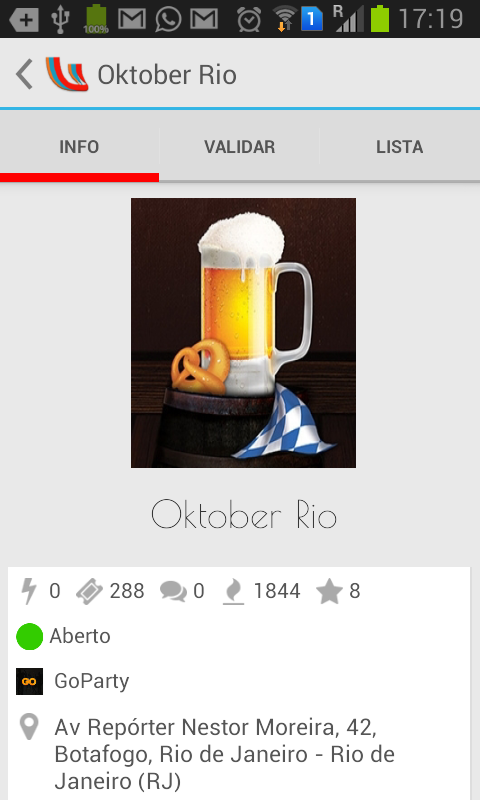 100%
1
R
17:19
Oktober Rio
INFO
VALIDAR
LISTA
Oktober Rio
0 288 0 1844 8
Aberto
GO
GoParty
Av Repórter Nestor Moreira, 42,
Botafogo, Rio de Janeiro - Rio de
Janeiro (RJ)